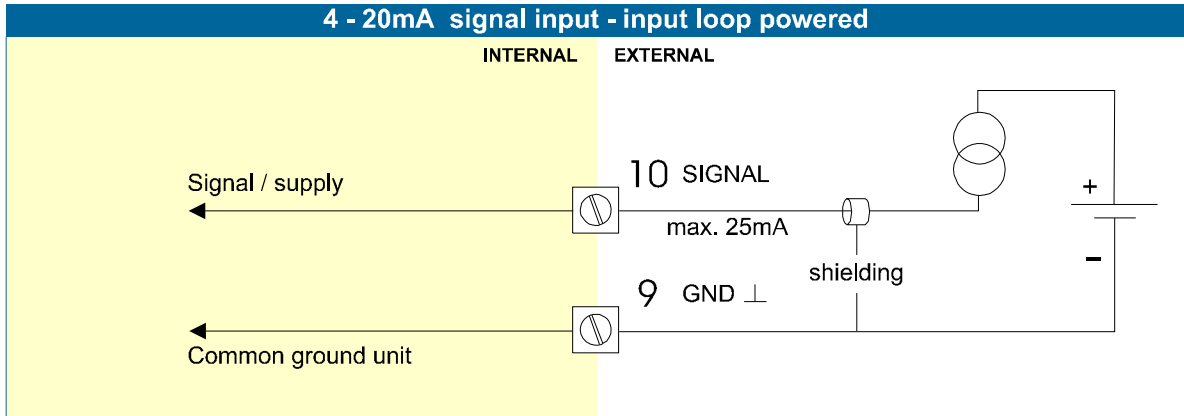 4 - 20mA signal input - input loop powered
INTERNAL EXTERNAL
10 SIGNAL
Signal / supply
max. 25mA
+
shielding
-
9 GND ⊥
Common ground unit